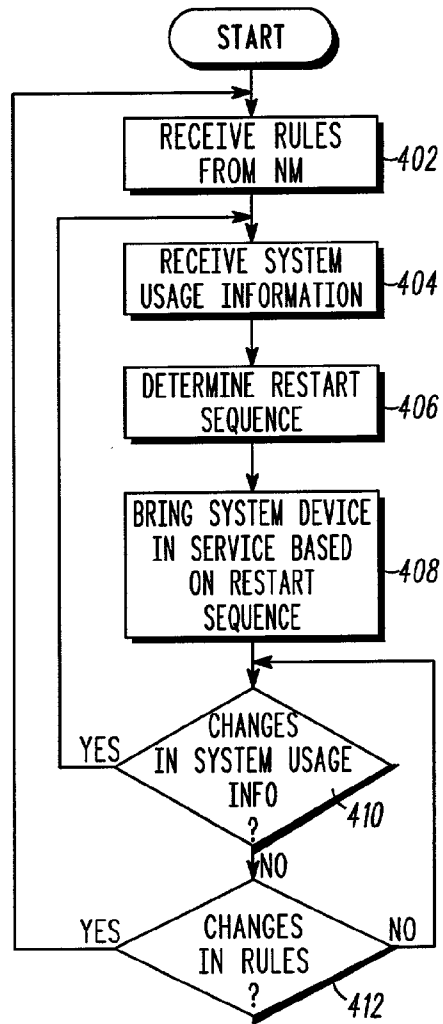 START
RECEIVE RULES
FROM NM
402
RECEIVE SYSTEM
USAGE INFORMATION
404
DETERMINE RESTART
SEQUENCE
406
BRING SYSTEM DEVICE
IN SERVICE BASED
ON RESTART
SEQUENCE
408
YES
CHANGES
IN SYSTEM USAGE
INFO
?
410
NO
YES
CHANGES
IN RULES
?
NO
412